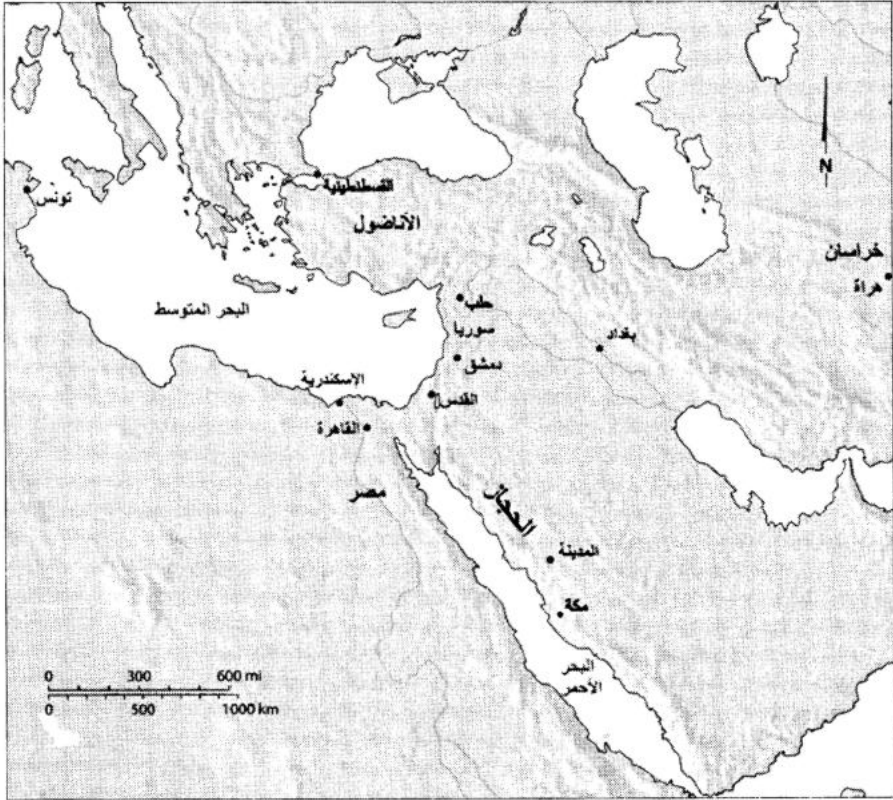 القسطنطينية
تونس
الآناضول
خراسان
هراة
حلب
البحر المتوسط
سوريا
بغداد
دمشق
الإسكندرية
القدس
القاهرة
مصر
الحجاز
المدينة
مكة
البحر
الأحمر
N
0 300 600 mi
0 500 1000 km